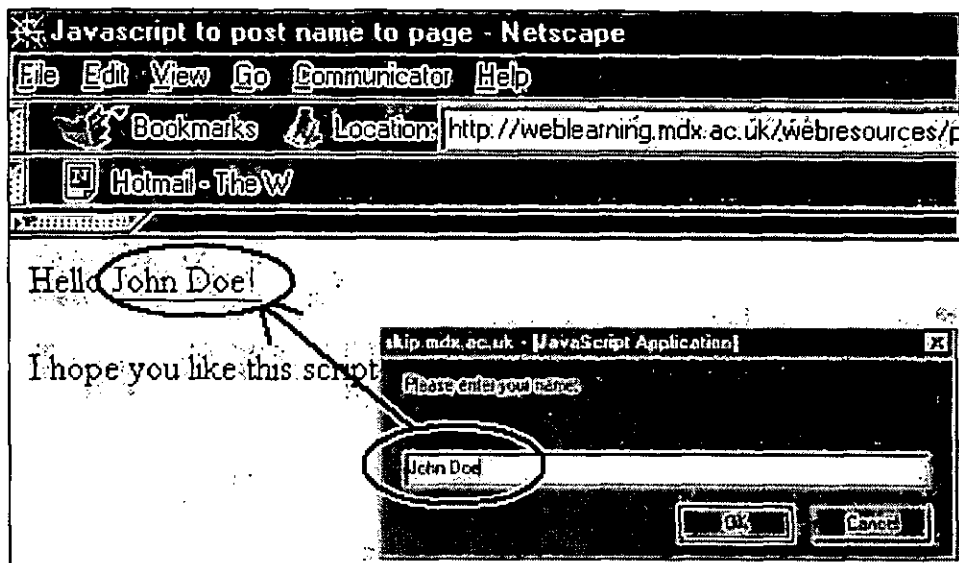 Javascript to post name to page - Netscape
File Edit View Go Communicator Help
Bookmarks Location: http://weblearning.mdx.ac.uk/webresources/p
Hotmail - The W
Hello John Doe!
I hope you like this script
skip.mdx.ac.uk - [JavaScript Application]
Please enter your name:
John Doe
OK Cancel